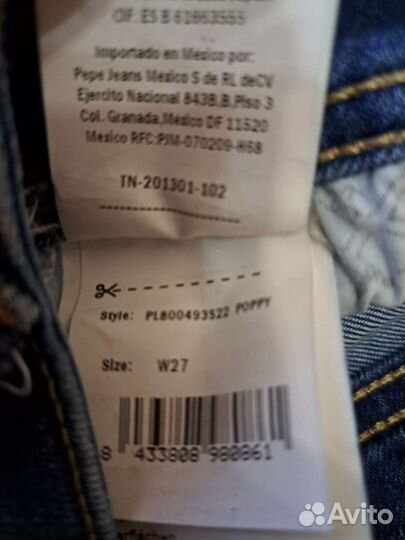 CIF: ES B 61663555
Importado en Mexico por:
Pepe Jeans Mexico S de RL deCV
Ejercito Nacional 843B,B,Piso 3
Col. Granada,Mexico DF 11520
Mexico RFC:PJM-070209-H68
TN-201301-102
Style: PL800493S22 POPPY
Size: W27
8 433808 980861
Avito